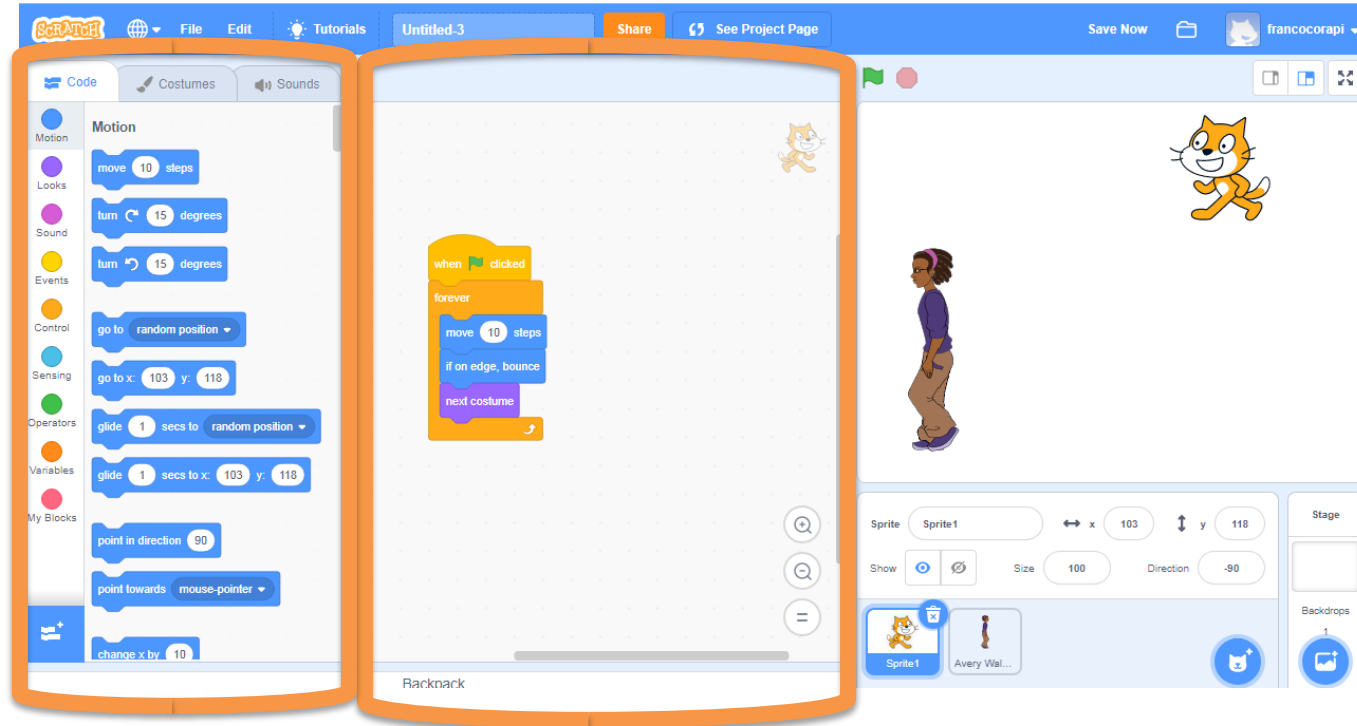 SCRATCH File Edit Tutorials Untitled-3 Share See Project Page Save Now francocorapi
Code Costumes Sounds
Motion
Looks
Sound
Events
Control
Sensing
Operators
Variables
My Blocks
Motion
move 10 steps
turn 15 degrees
turn 15 degrees
go to random position
go to x: 103 y: 118
glide 1 secs to random position
glide 1 secs to x: 103 y: 118
point in direction 90
point towards mouse-pointer
change x by 10
when clicked
forever
move 10 steps
if on edge, bounce
next costume
Backpack
Sprite Sprite1 x 103 y 118
Show Size 100 Direction -90
Sprite1 Avery Wal...
Stage
Backdrops
1